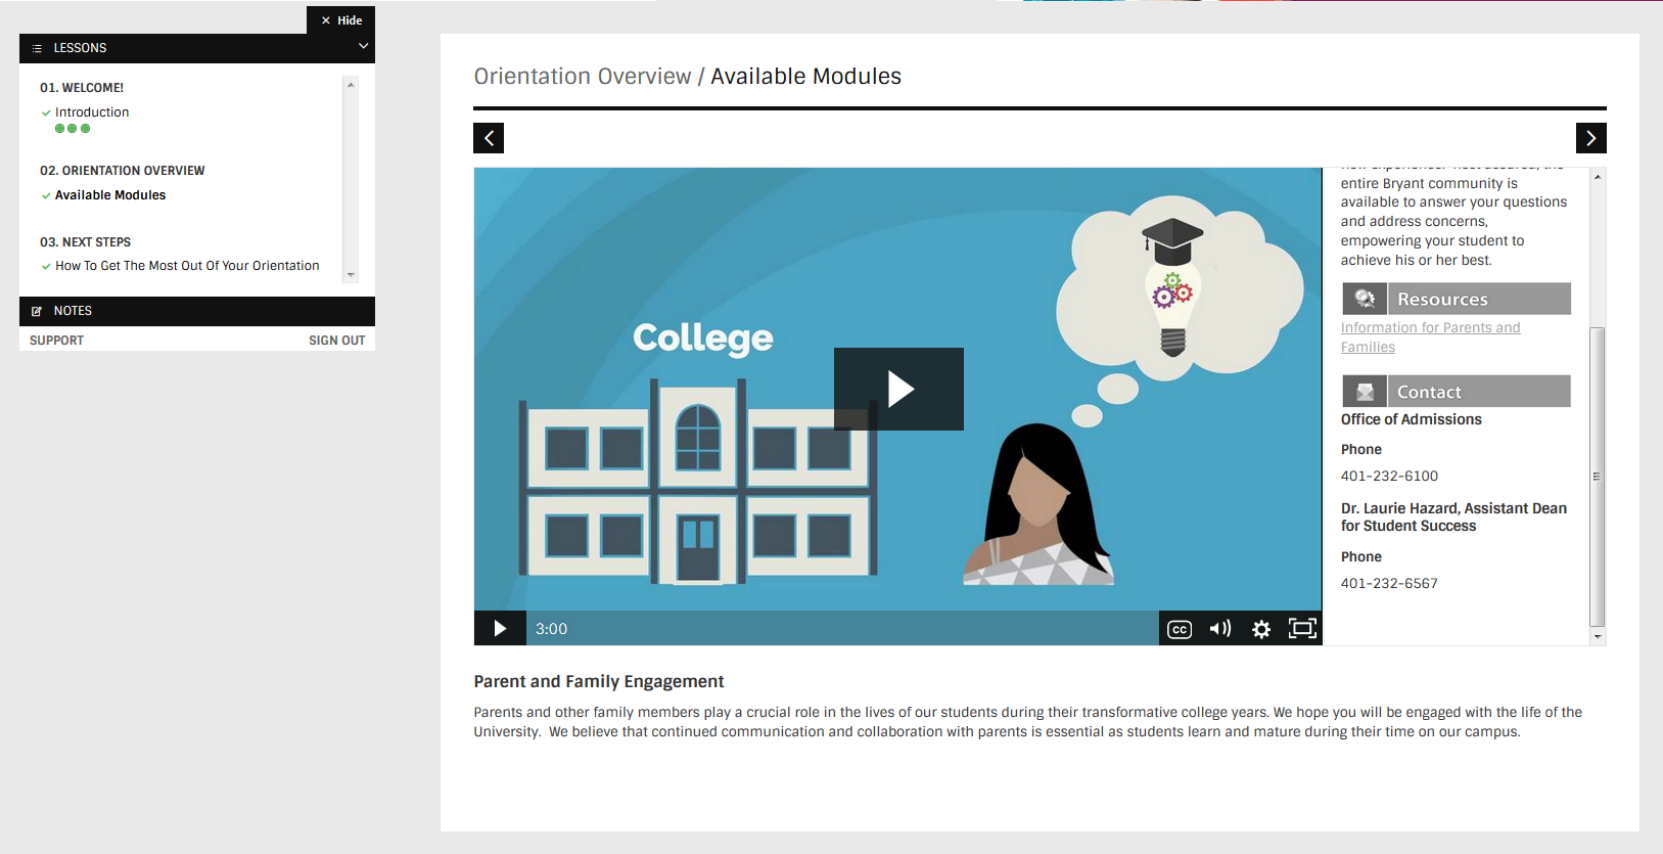 × Hide
LESSONS
01. WELCOME!
Introduction
02. ORIENTATION OVERVIEW
Available Modules
03. NEXT STEPS
How To Get The Most Out Of Your Orientation
NOTES
SUPPORT
SIGN OUT
Orientation Overview / Available Modules
College
3:00
CC
entire Bryant community is
available to answer your questions
and address concerns,
empowering your student to
achieve his or her best.
Resources
Information for Parents and
Families
Contact
Office of Admissions
Phone
401-232-6100
Dr. Laurie Hazard, Assistant Dean
for Student Success
Phone
401-232-6567
Parent and Family Engagement
Parents and other family members play a crucial role in the lives of our students during their transformative college years. We hope you will be engaged with the life of the
University.  We believe that continued communication and collaboration with parents is essential as students learn and mature during their time on our campus.